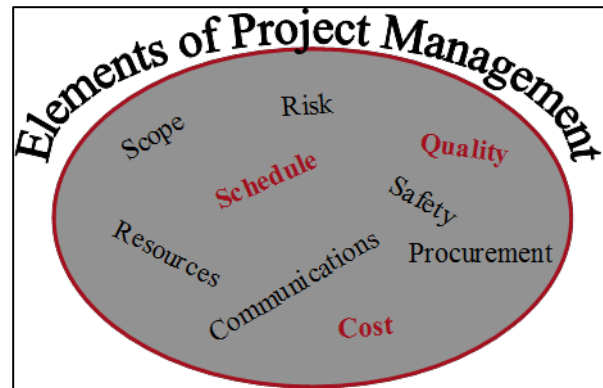 Elements of Project Management
Scope
Risk
Quality
Schedule
Safety
Resources
Procurement
Communications
Cost